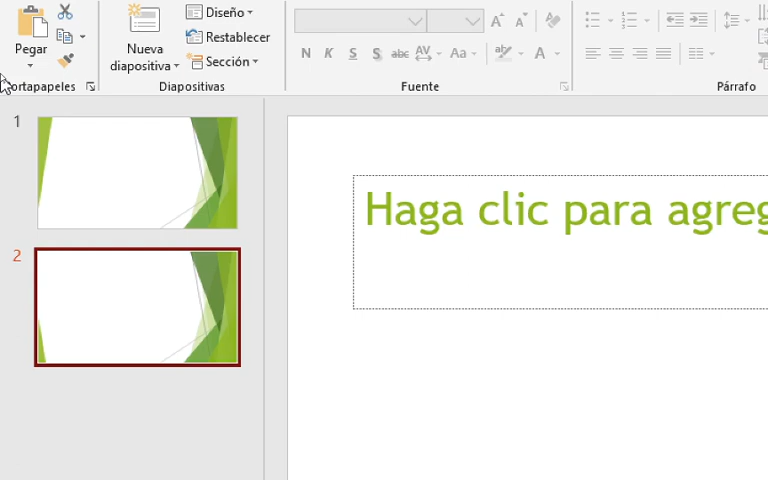 Pegar
ortapapeles
Nueva
diapositiva
Diseño
Restablecer
Sección
Diapositivas
N K S S abc AV Aa A
Fuente
Párrafo
1
2
Haga clic para agreg